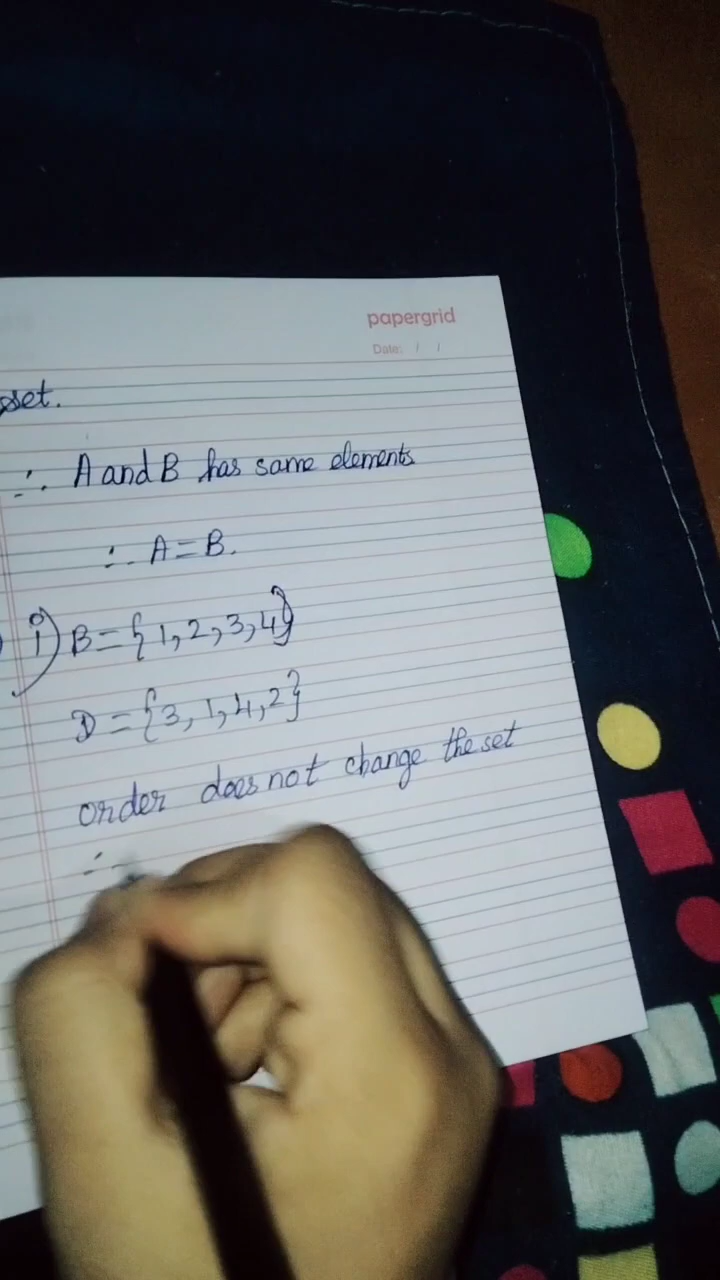 papergrid
Date: / /
set.
∴ A and B has same elements
∴ A = B.
i) B = {1, 2, 3, 4}
D = {3, 1, 4, 2}
order does not change the set
∴